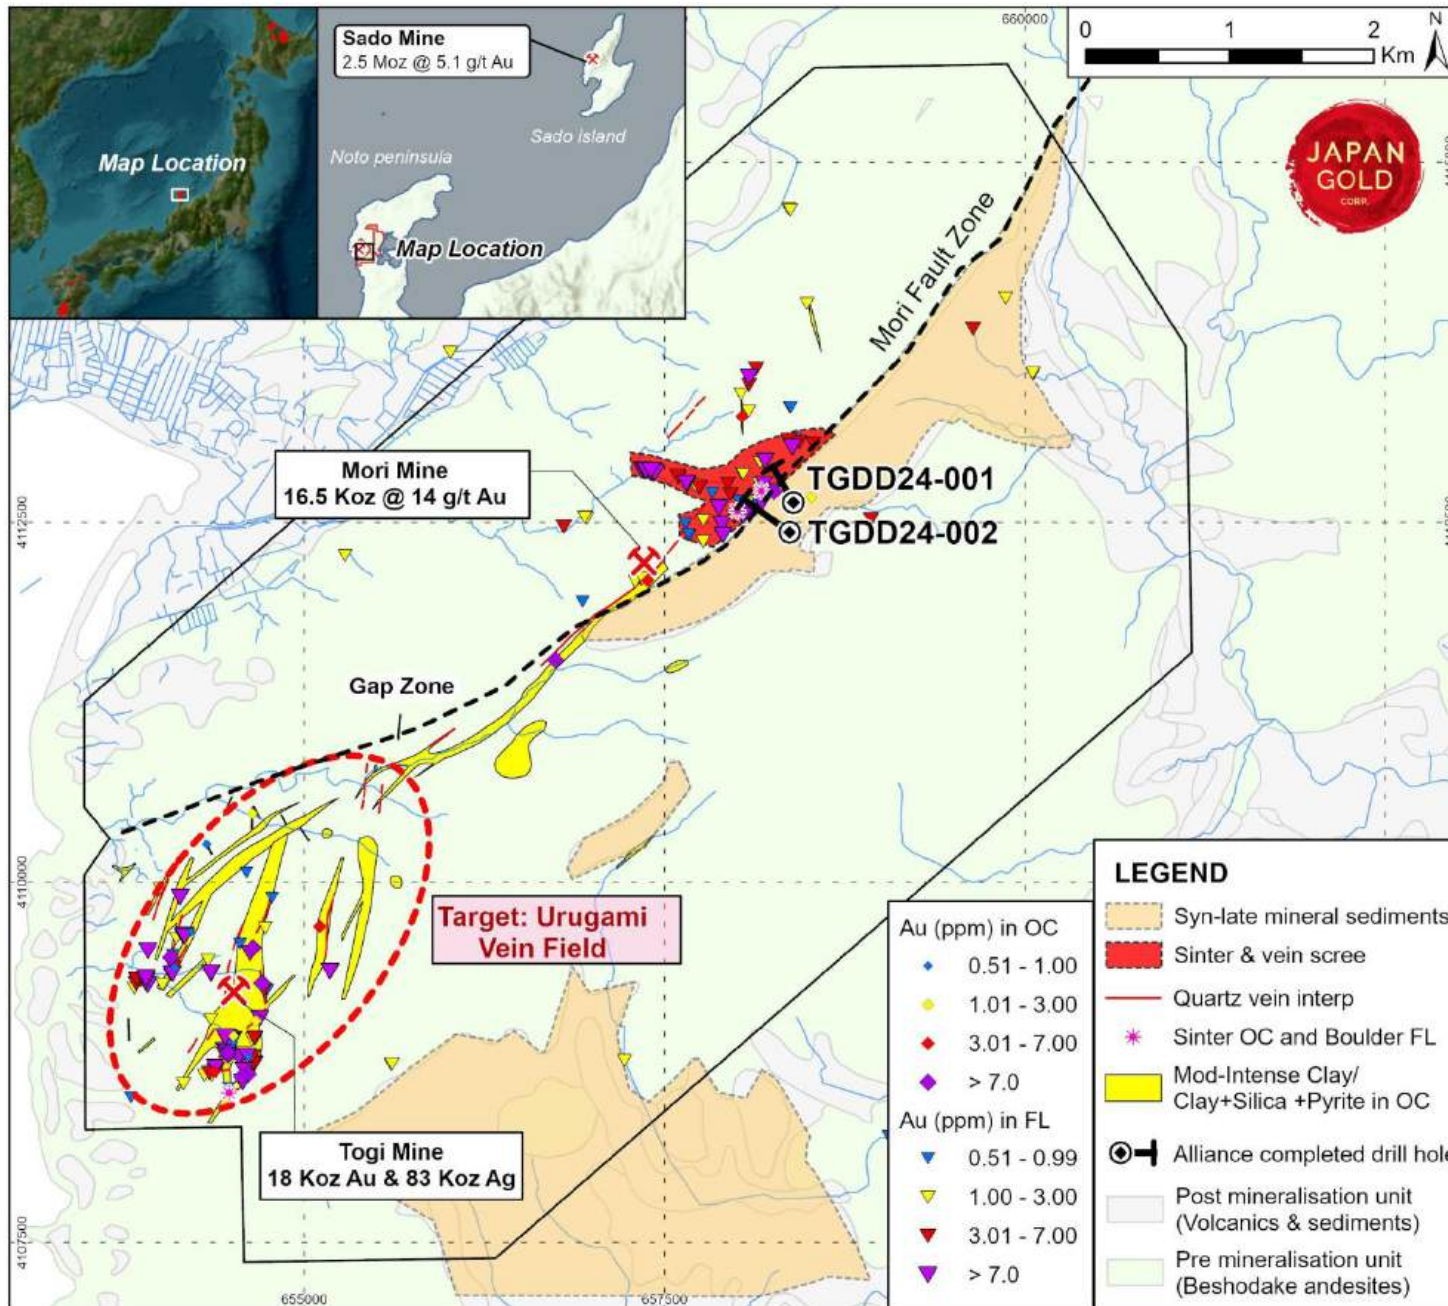 660000
0 1 2
Km
N
Sado Mine
2.5 Moz @ 5.1 g/t Au
Sado island
Noto peninsula
Map Location
Map Location
JAPAN
GOLD
CORP.
Mori Fault Zone
Mori Mine
16.5 Koz @ 14 g/t Au
TGDD24-001
TGDD24-002
4112500
Gap Zone
4110000
Target: Urugami
Vein Field
Togi Mine
18 Koz Au & 83 Koz Ag
4107500
655000
657500
Au (ppm) in OC
0.51 - 1.00
1.01 - 3.00
3.01 - 7.00
> 7.0
Au (ppm) in FL
0.51 - 0.99
1.00 - 3.00
3.01 - 7.00
> 7.0
LEGEND
Syn-late mineral sediments
Sinter & vein scree
Quartz vein interp
Sinter OC and Boulder FL
Mod-Intense Clay/
Clay+Silica +Pyrite in OC
Alliance completed drill hole
Post mineralisation unit
(Volcanics & sediments)
Pre mineralisation unit
(Beshodake andesites)